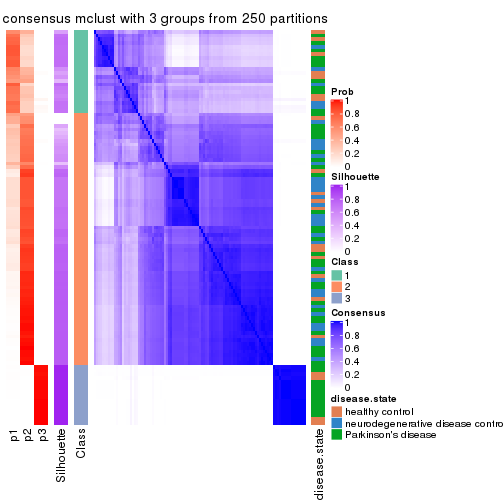 consensus mclust with 3 groups from 250 partitions
Prob
1
0.8
0.6
0.4
0.2
0
Silhouette
1
0.8
0.6
0.4
0.2
0
Class
1
2
3
Consensus
1
0.8
0.6
0.4
0.2
0
disease.state
healthy control
neurodegenerative disease contro
Parkinson's disease
p1
p2
p3
Silhouette
Class
disease.state